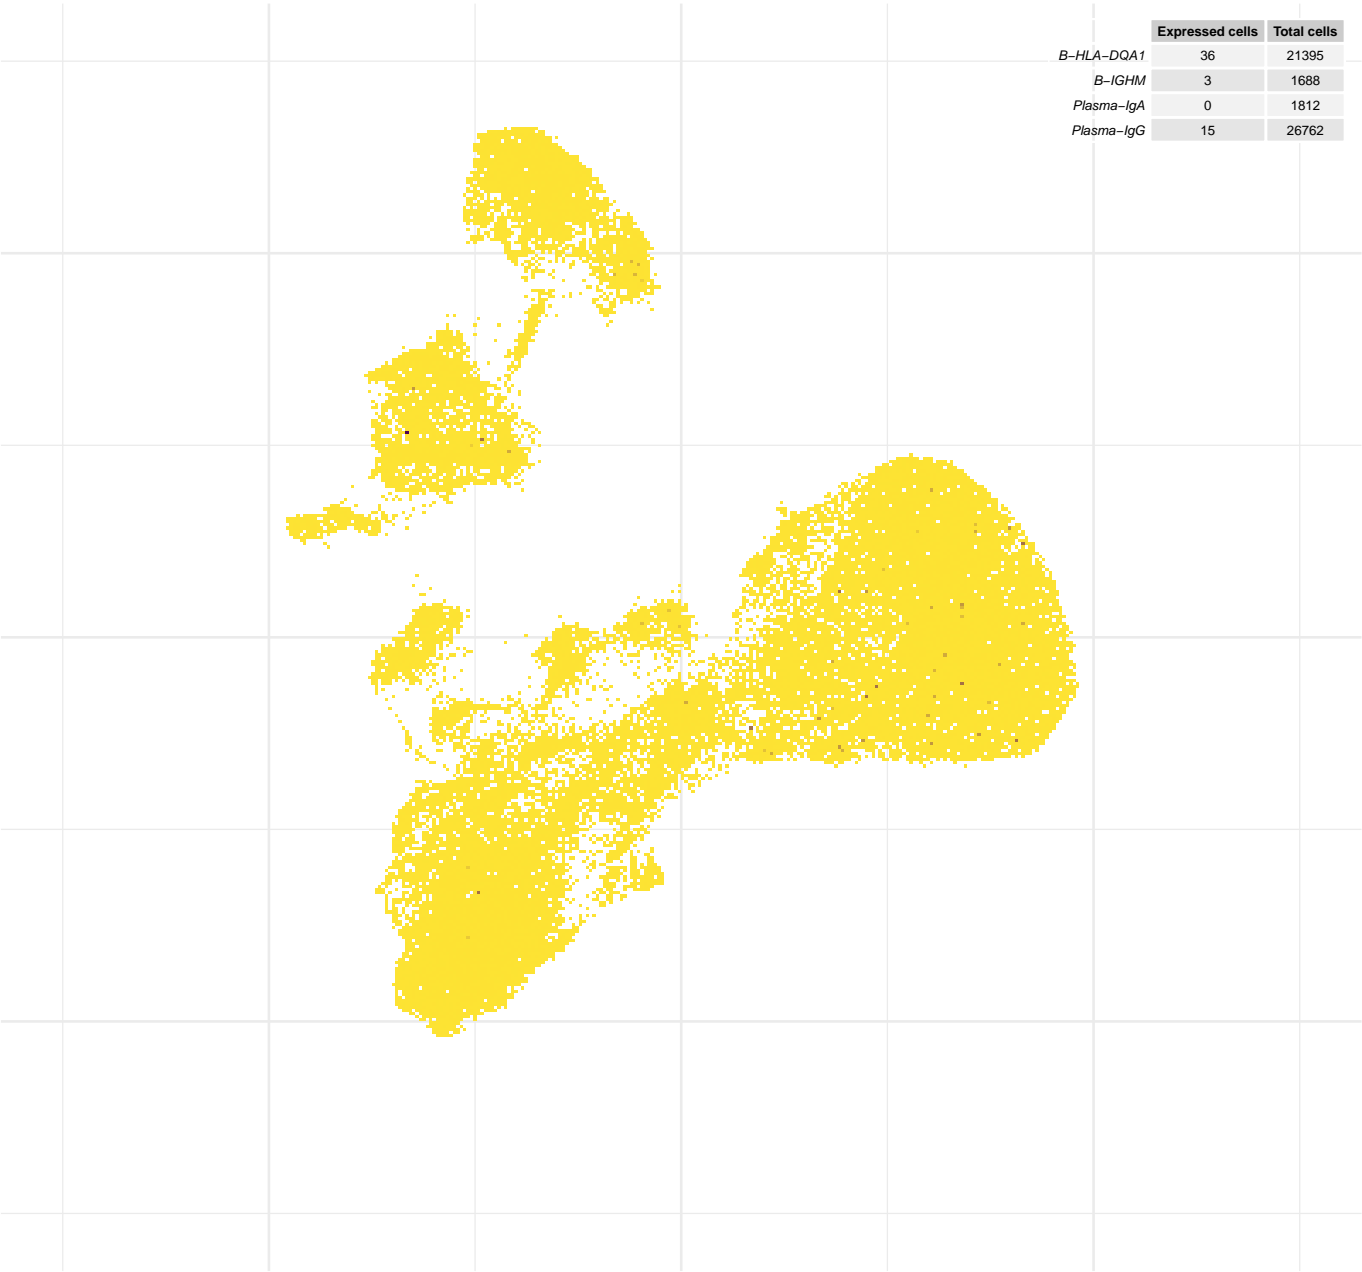 Expressed cells Total cells
B−HLA−DQA1 36 21395
B−IGHM 3 1688
Plasma−IgA 0 1812
Plasma−IgG 15 26762